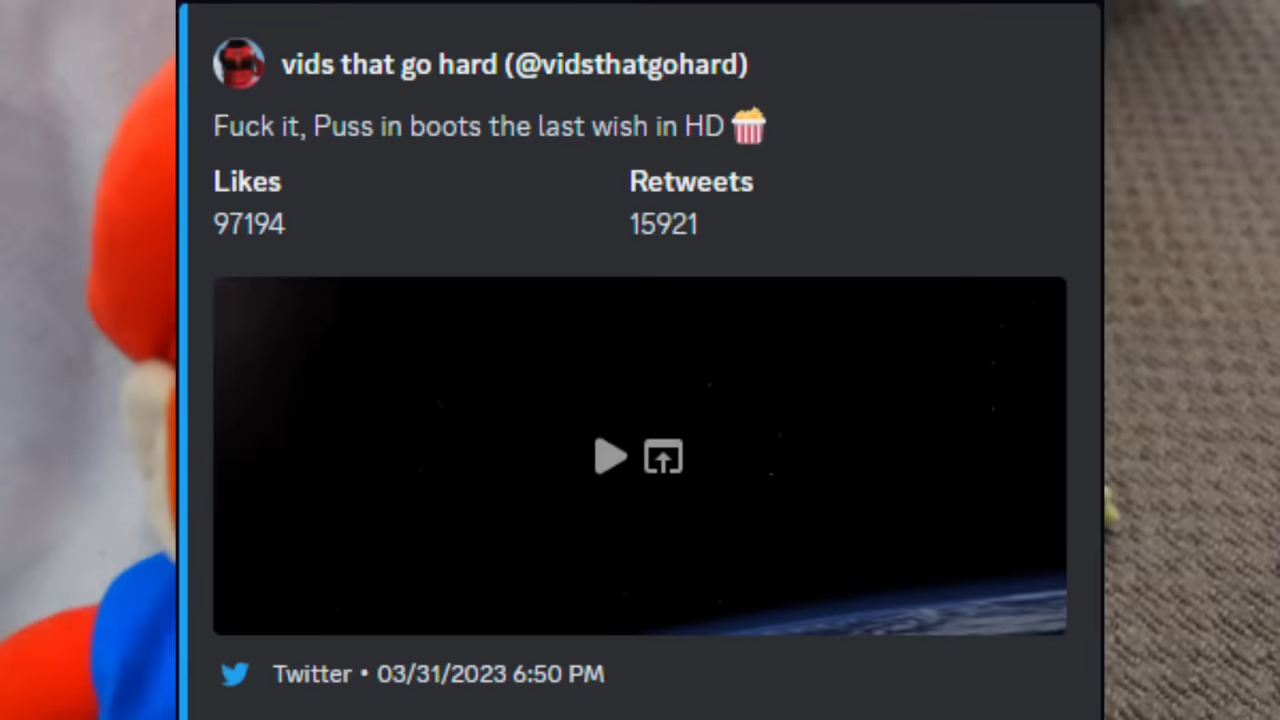 vids that go hard (@vidsthatgohard)
Fuck it, Puss in boots the last wish in HD 🍿
Likes Retweets
97194 15921
Twitter • 03/31/2023 6:50 PM